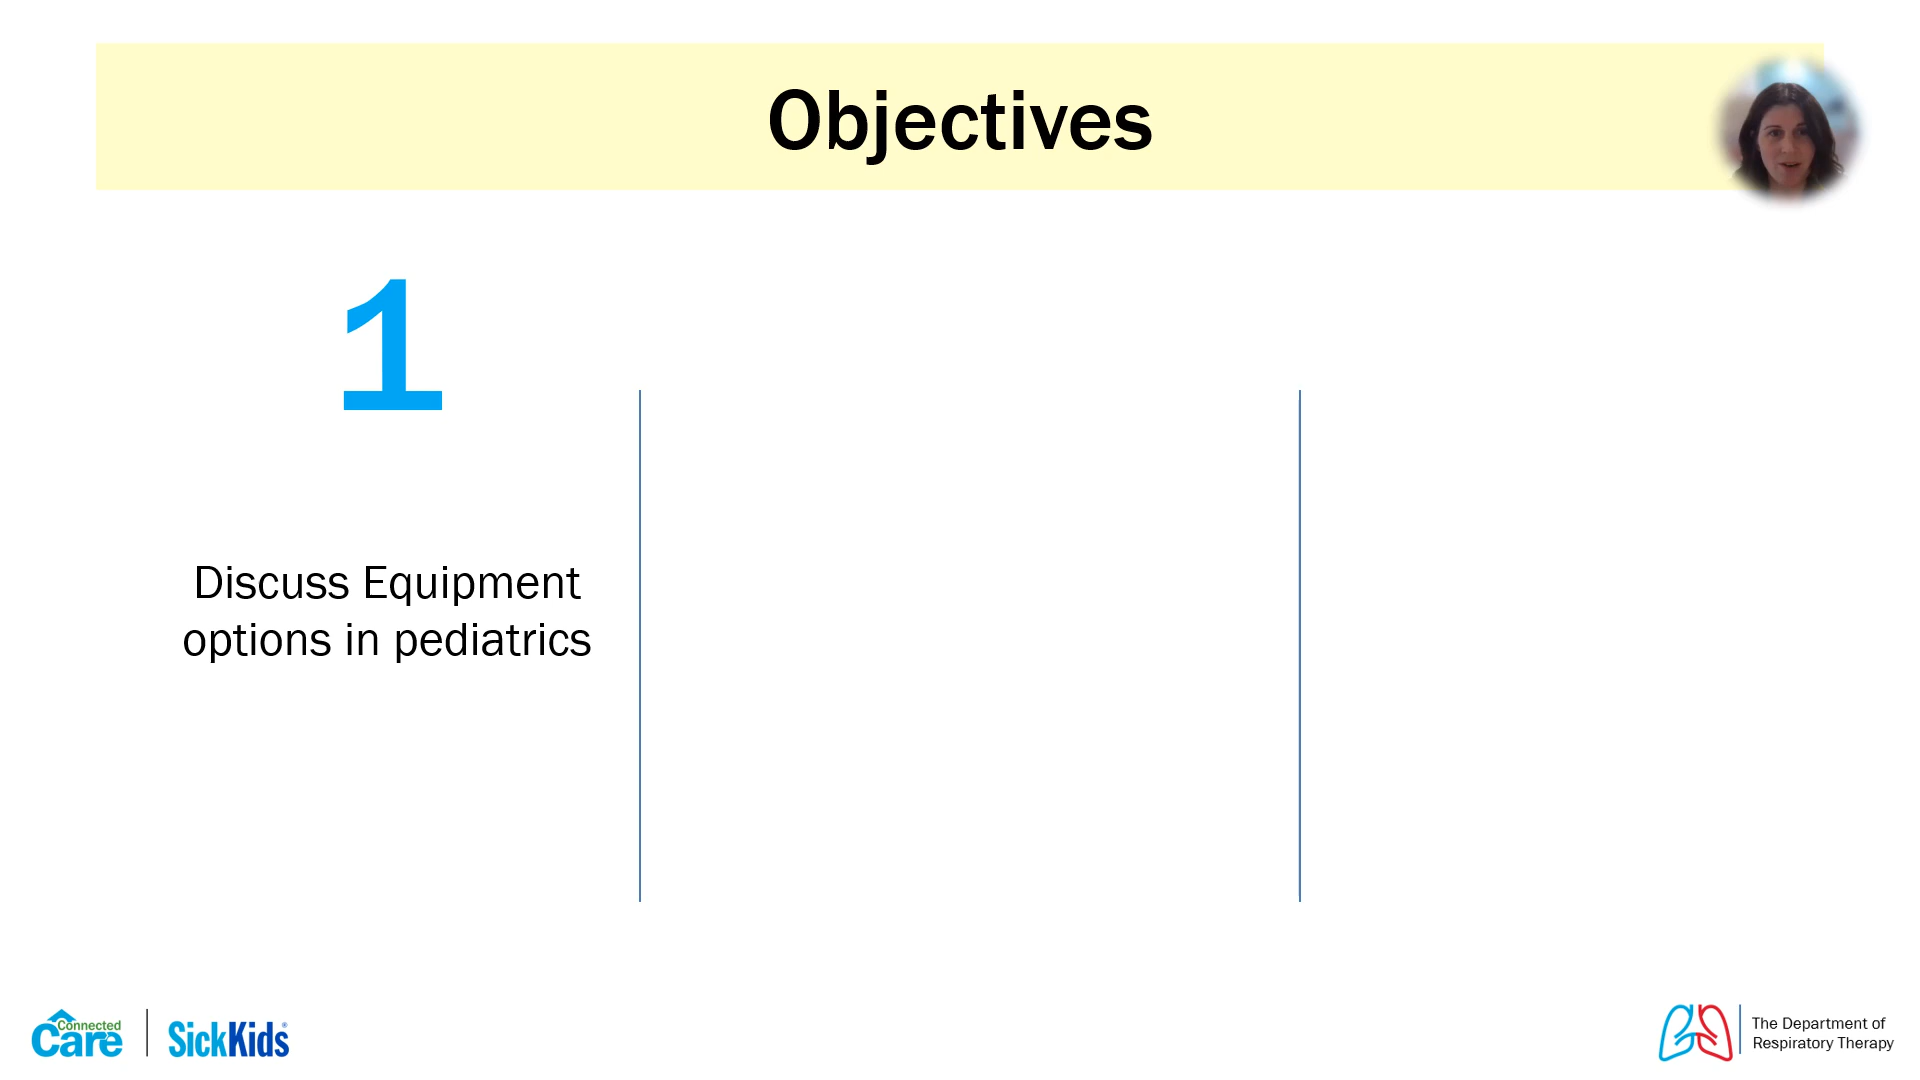 Objectives
1
Discuss Equipment
options in pediatrics
Connected
Care
SickKids®
The Department of
Respiratory Therapy